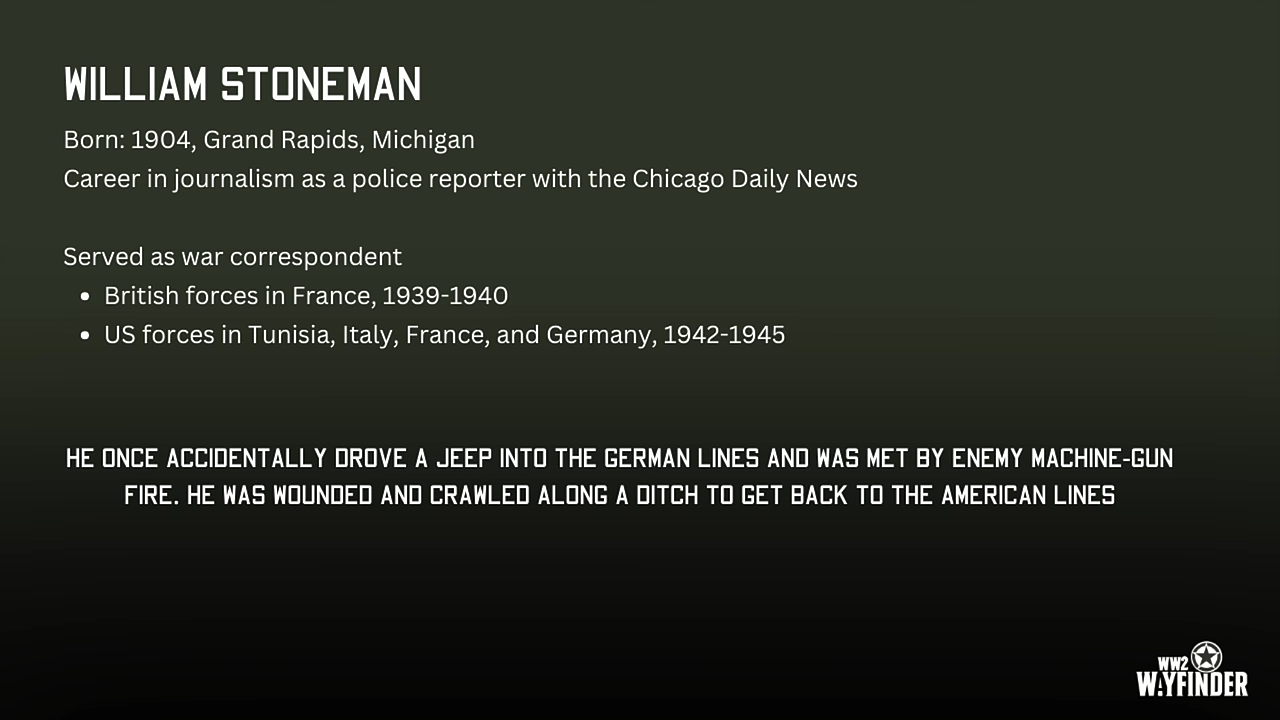 WILLIAM STONEMAN
Born: 1904, Grand Rapids, Michigan
Career in journalism as a police reporter with the Chicago Daily News
Served as war correspondent
• British forces in France, 1939-1940
• US forces in Tunisia, Italy, France, and Germany, 1942-1945
HE ONCE ACCIDENTALLY DROVE A JEEP INTO THE GERMAN LINES AND WAS MET BY ENEMY MACHINE-GUN
FIRE. HE WAS WOUNDED AND CRAWLED ALONG A DITCH TO GET BACK TO THE AMERICAN LINES
WW2
WAYFINDER